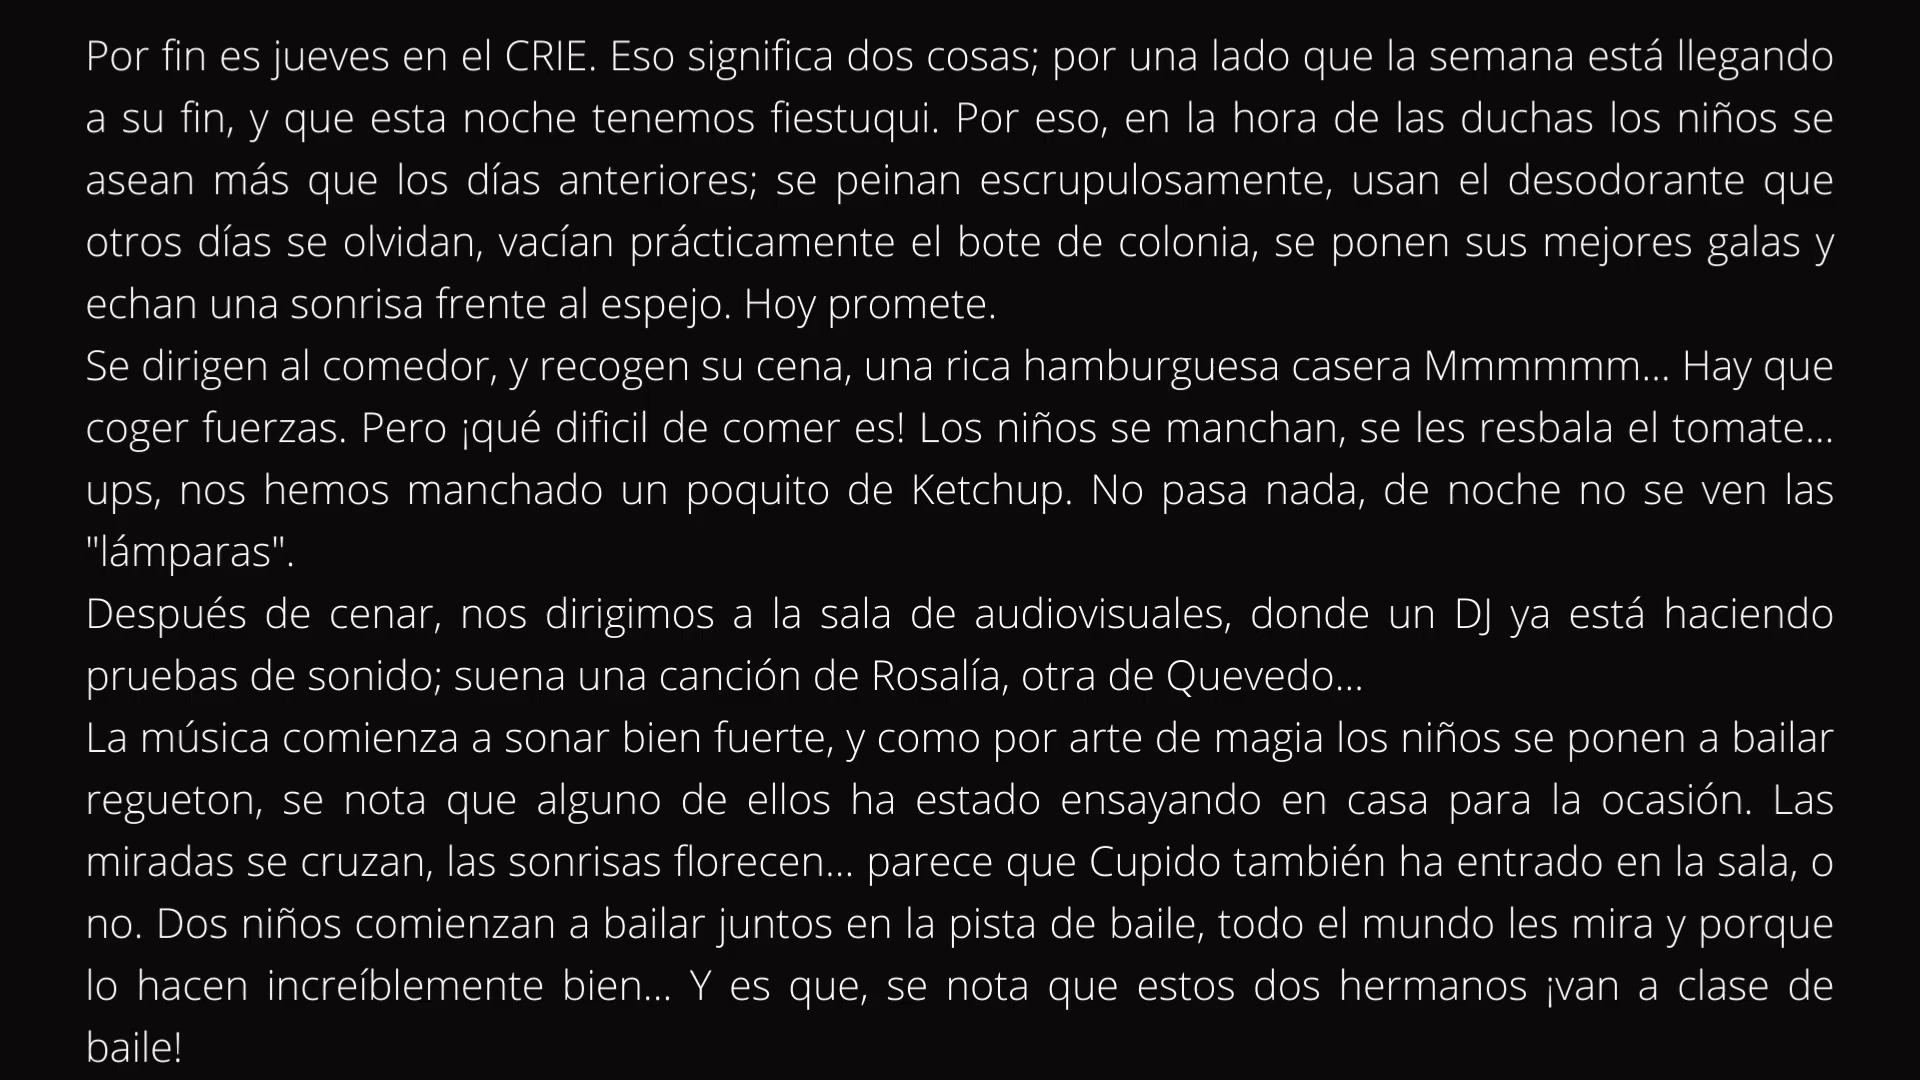 Por fin es jueves en el CRIE. Eso significa dos cosas; por una lado que la semana está llegando
a su fin, y que esta noche tenemos fiestuqui. Por eso, en la hora de las duchas los niños se
asean más que los días anteriores; se peinan escrupulosamente, usan el desodorante que
otros días se olvidan, vacían prácticamente el bote de colonia, se ponen sus mejores galas y
echan una sonrisa frente al espejo. Hoy promete.
Se dirigen al comedor, y recogen su cena, una rica hamburguesa casera Mmmmmm... Hay que
coger fuerzas. Pero ¡qué dificil de comer es! Los niños se manchan, se les resbala el tomate...
ups, nos hemos manchado un poquito de Ketchup. No pasa nada, de noche no se ven las
"lámparas".
Después de cenar, nos dirigimos a la sala de audiovisuales, donde un DJ ya está haciendo
pruebas de sonido; suena una canción de Rosalía, otra de Quevedo...
La música comienza a sonar bien fuerte, y como por arte de magia los niños se ponen a bailar
regueton, se nota que alguno de ellos ha estado ensayando en casa para la ocasión. Las
miradas se cruzan, las sonrisas florecen... parece que Cupido también ha entrado en la sala, o
no. Dos niños comienzan a bailar juntos en la pista de baile, todo el mundo les mira y porque
lo hacen increíblemente bien... Y es que, se nota que estos dos hermanos ¡van a clase de
baile!